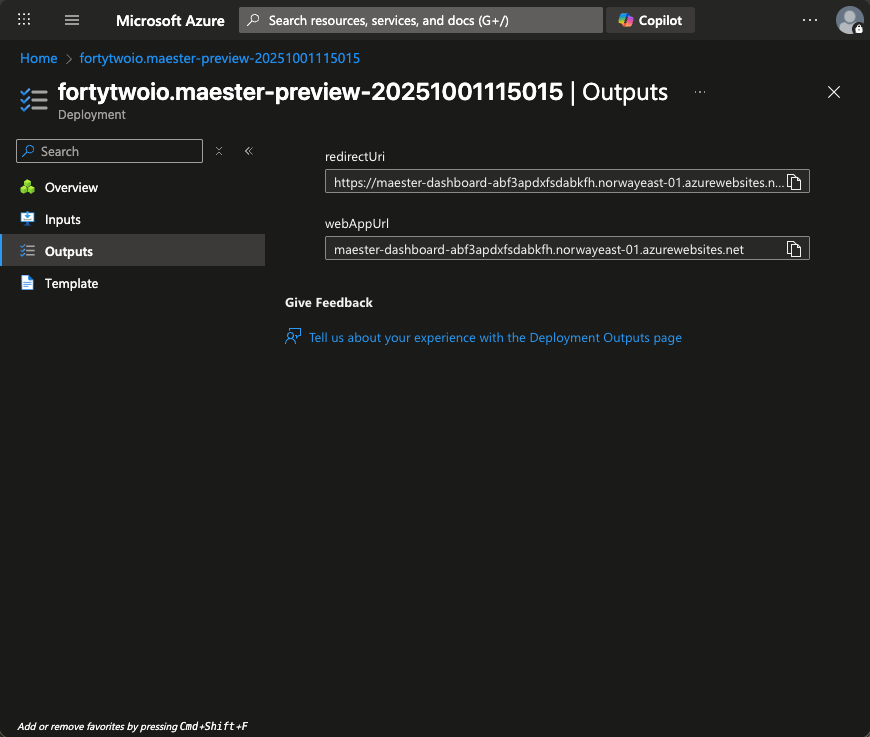 Microsoft Azure
Search resources, services, and docs (G+/)
Copilot
...
Home > fortytwoio.maester-preview-20251001115015
fortytwoio.maester-preview-20251001115015 | Outputs
...
Deployment
Search
Overview
Inputs
Outputs
Template
redirectUri
https://maester-dashboard-abf3apdxfsdabkfh.norwayeast-01.azurewebsites.n...
webAppUrl
maester-dashboard-abf3apdxfsdabkfh.norwayeast-01.azurewebsites.net
Give Feedback
Tell us about your experience with the Deployment Outputs page
Add or remove favorites by pressing Cmd+Shift+F